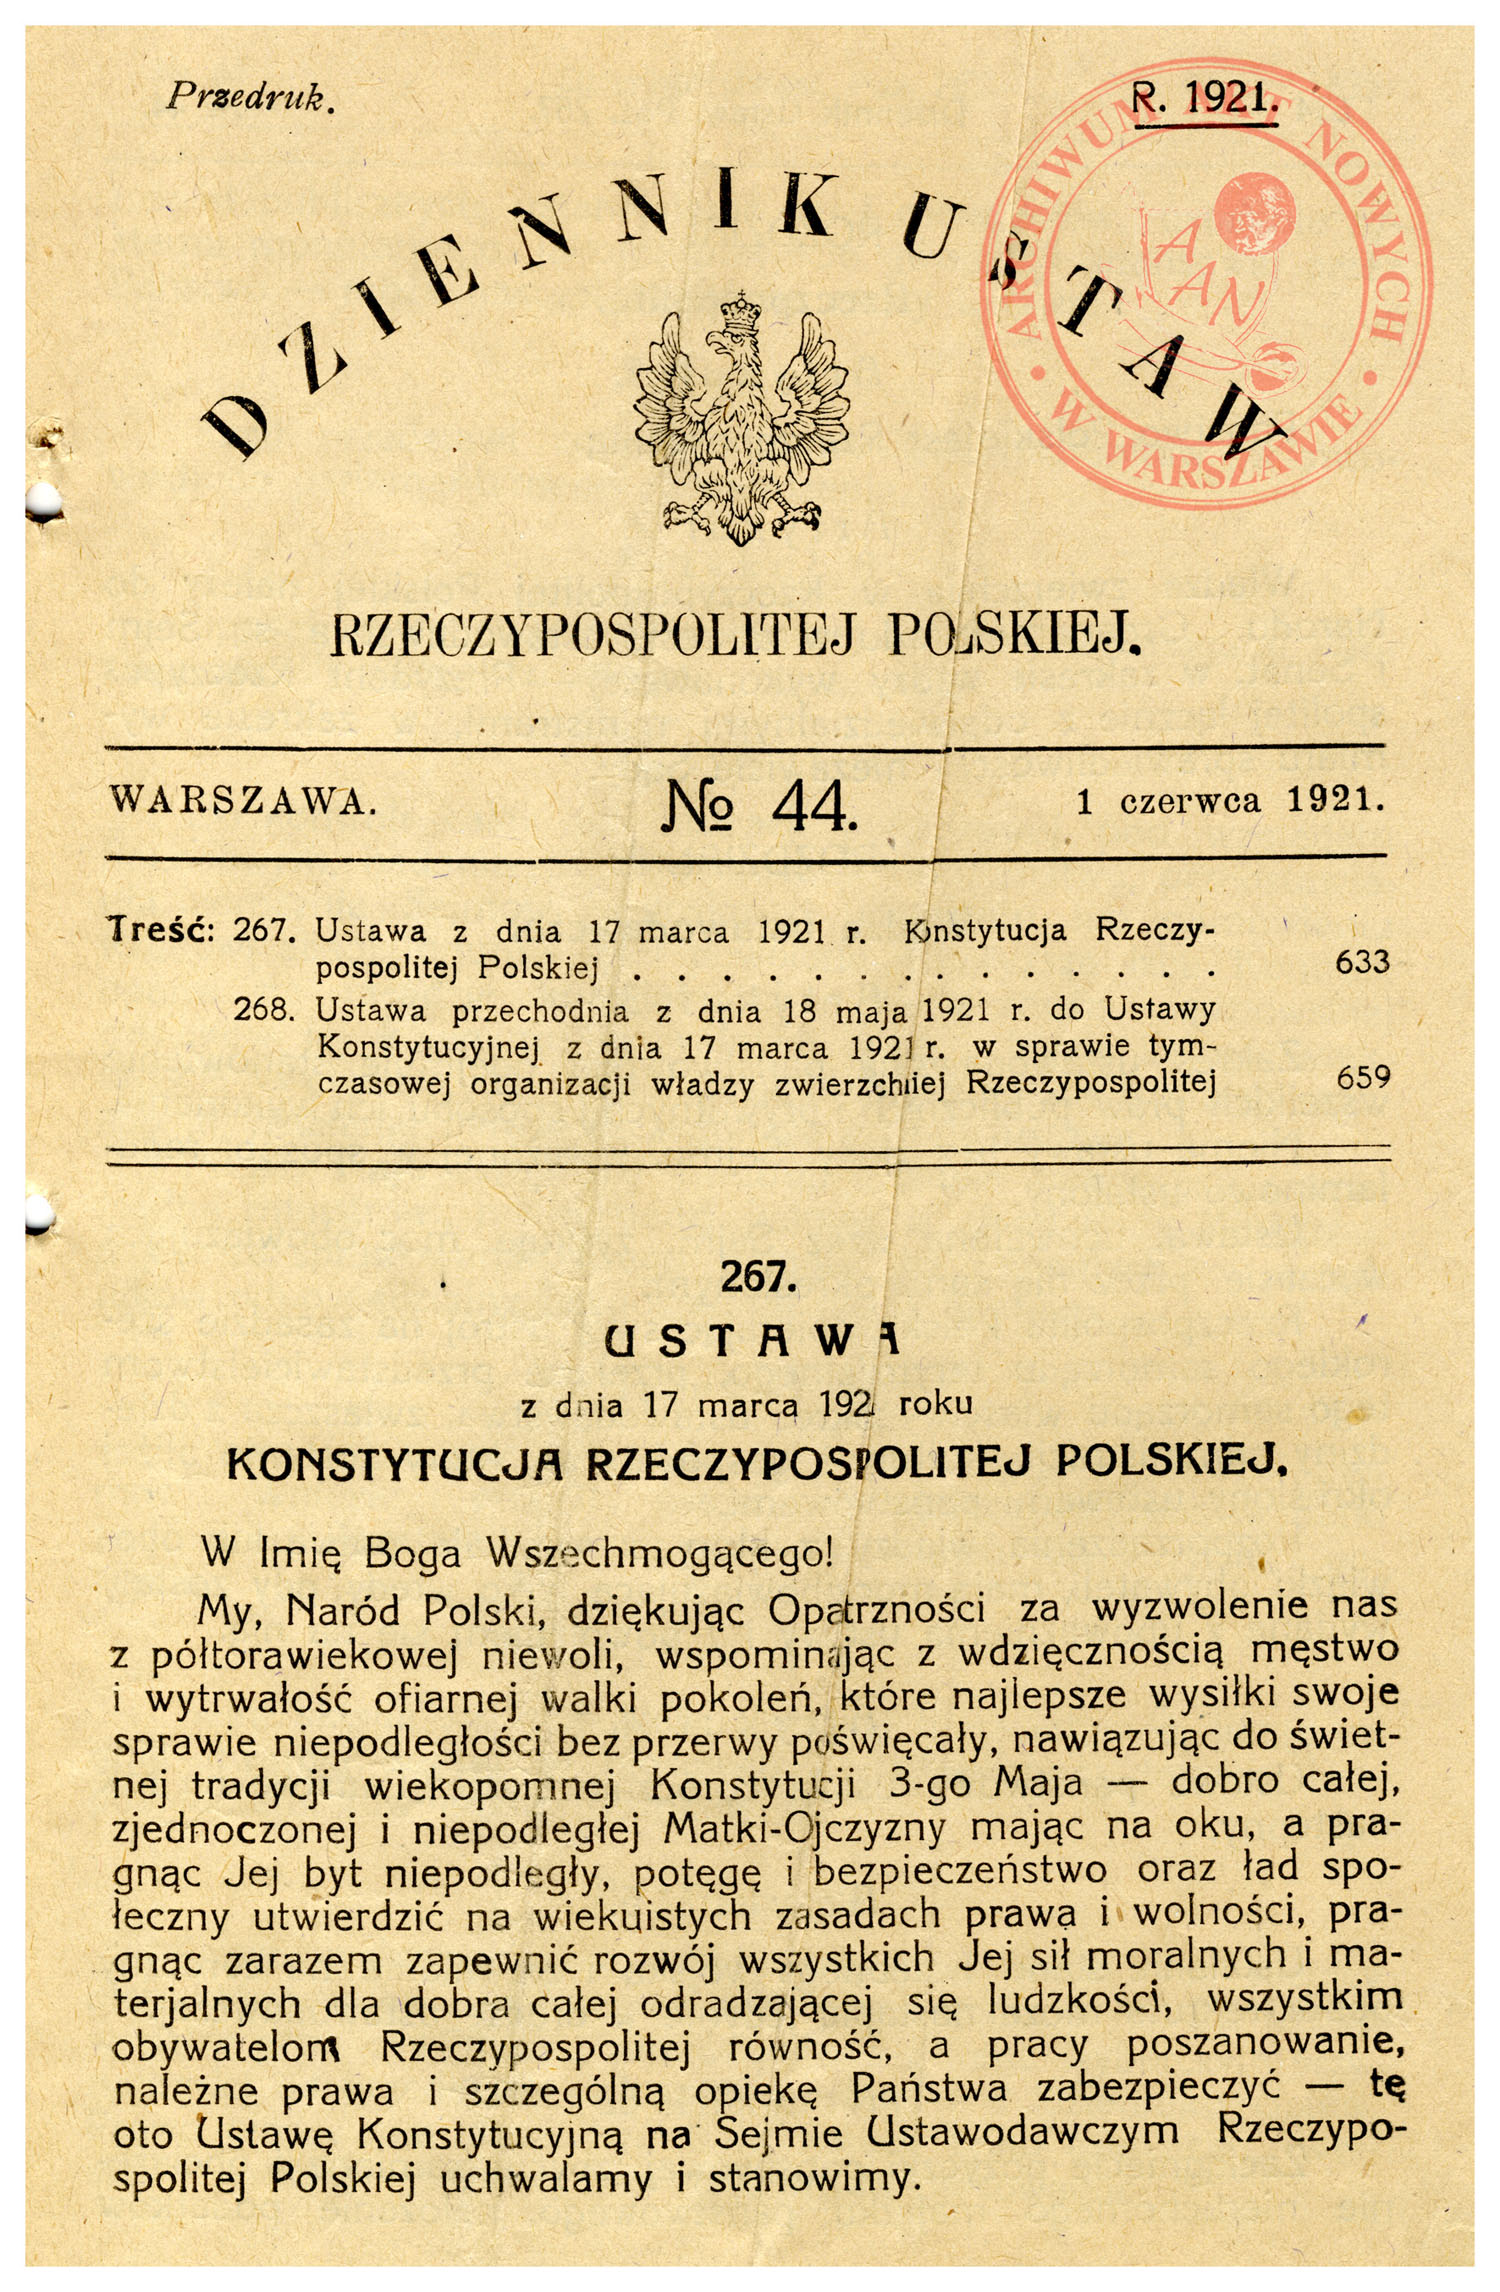 Przedruk.
R. 1921.
DZIENNIK USTAW
ARCHIWUM AKT NOWYCH
• W WARSZAWIE •
AAN
RZECZYPOSPOLITEJ POLSKIEJ.
WARSZAWA. № 44. 1 czerwca 1921.
Treść: 267. Ustawa z dnia 17 marca 1921 r. Konstytucja Rzeczy-
pospolitej Polskiej . . . . . . . . . . . . . . 633
268. Ustawa przechodnia z dnia 18 maja 1921 r. do Ustawy
Konstytucyjnej z dnia 17 marca 1921 r. w sprawie tym-
czasowej organizacji władzy zwierzchniej Rzeczypospolitej 659
267.
USTAWA
z dnia 17 marca 1921 roku
KONSTYTUCJA RZECZYPOSPOLITEJ POLSKIEJ.
W Imię Boga Wszechmogącego!
My, Naród Polski, dziękując Opatrzności za wyzwolenie nas
z półtorawiekowej niewoli, wspominając z wdzięcznością męstwo
i wytrwałość ofiarnej walki pokoleń, które najlepsze wysiłki swoje
sprawie niepodległości bez przerwy poświęcały, nawiązując do świet-
nej tradycji wiekopomnej Konstytucji 3-go Maja — dobro całej,
zjednoczonej i niepodległej Matki-Ojczyzny mając na oku, a pra-
gnąc Jej byt niepodległy, potęgę i bezpieczeństwo oraz ład spo-
łeczny utwierdzić na wiekuistych zasadach prawa i wolności, pra-
gnąc zarazem zapewnić rozwój wszystkich Jej sił moralnych i ma-
terjalnych dla dobra całej odradzającej się ludzkości, wszystkim
obywatelom Rzeczypospolitej równość, a pracy poszanowanie,
należne prawa i szczególną opiekę Państwa zabezpieczyć — tę
oto Ustawę Konstytucyjną na Sejmie Ustawodawczym Rzeczypo-
spolitej Polskiej uchwalamy i stanowimy.